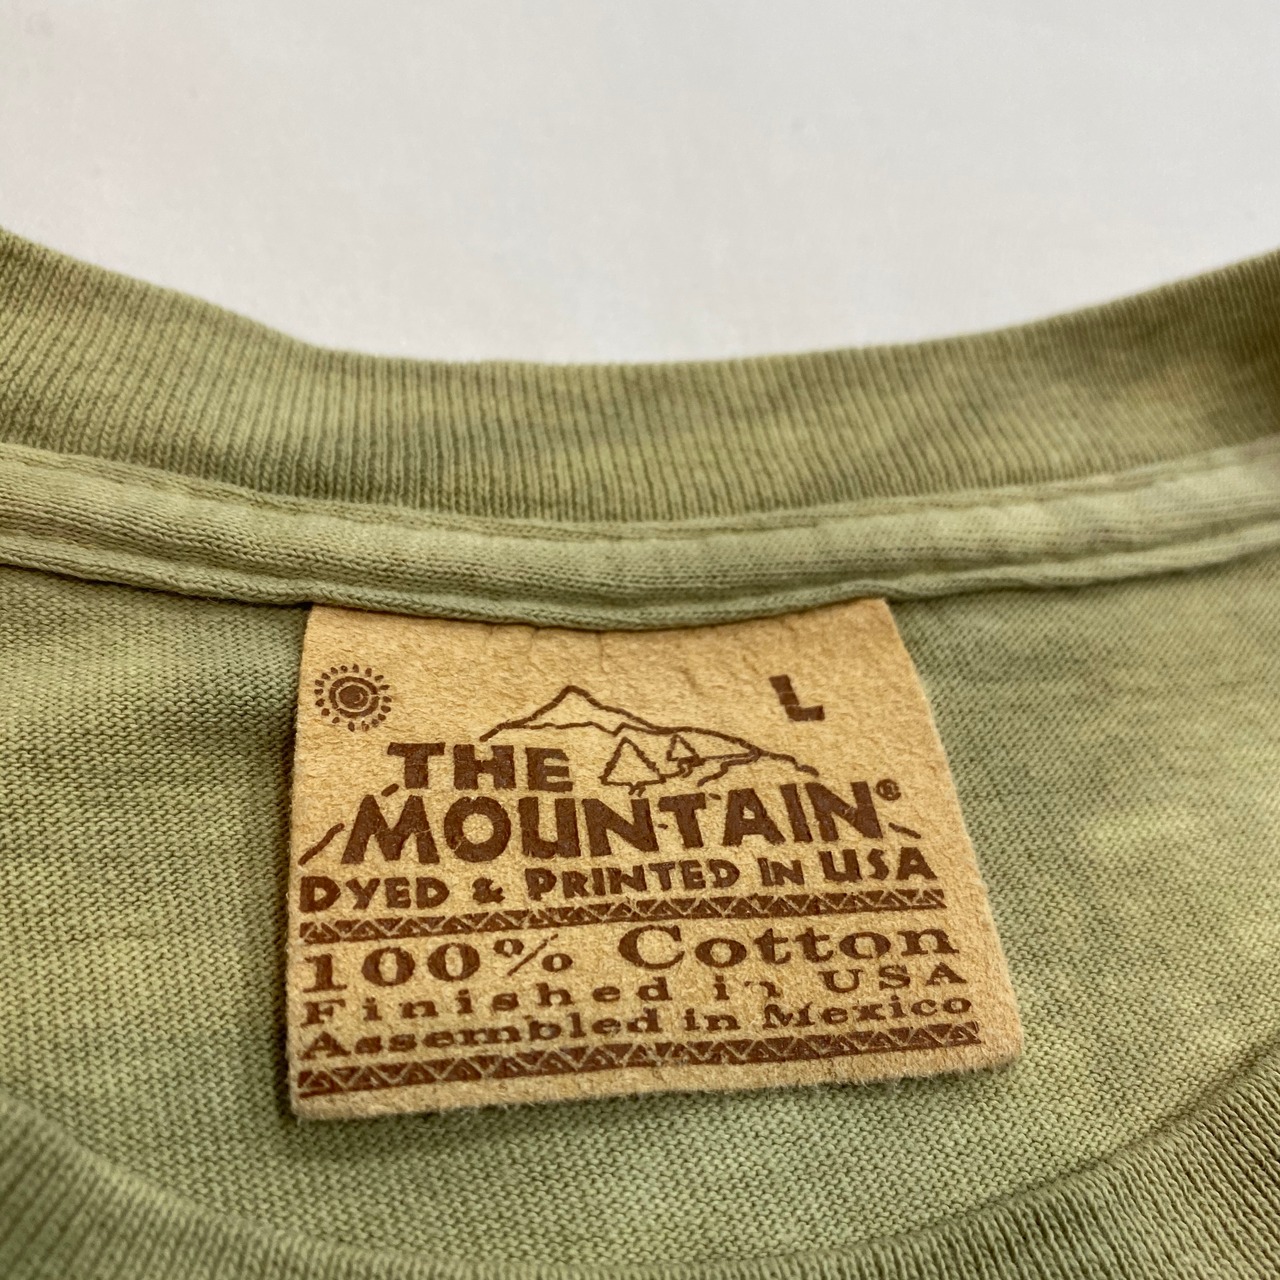 L
THE
MOUNTAIN®
DYED & PRINTED IN USA
100% Cotton
Finished in USA
Assembled in Mexico